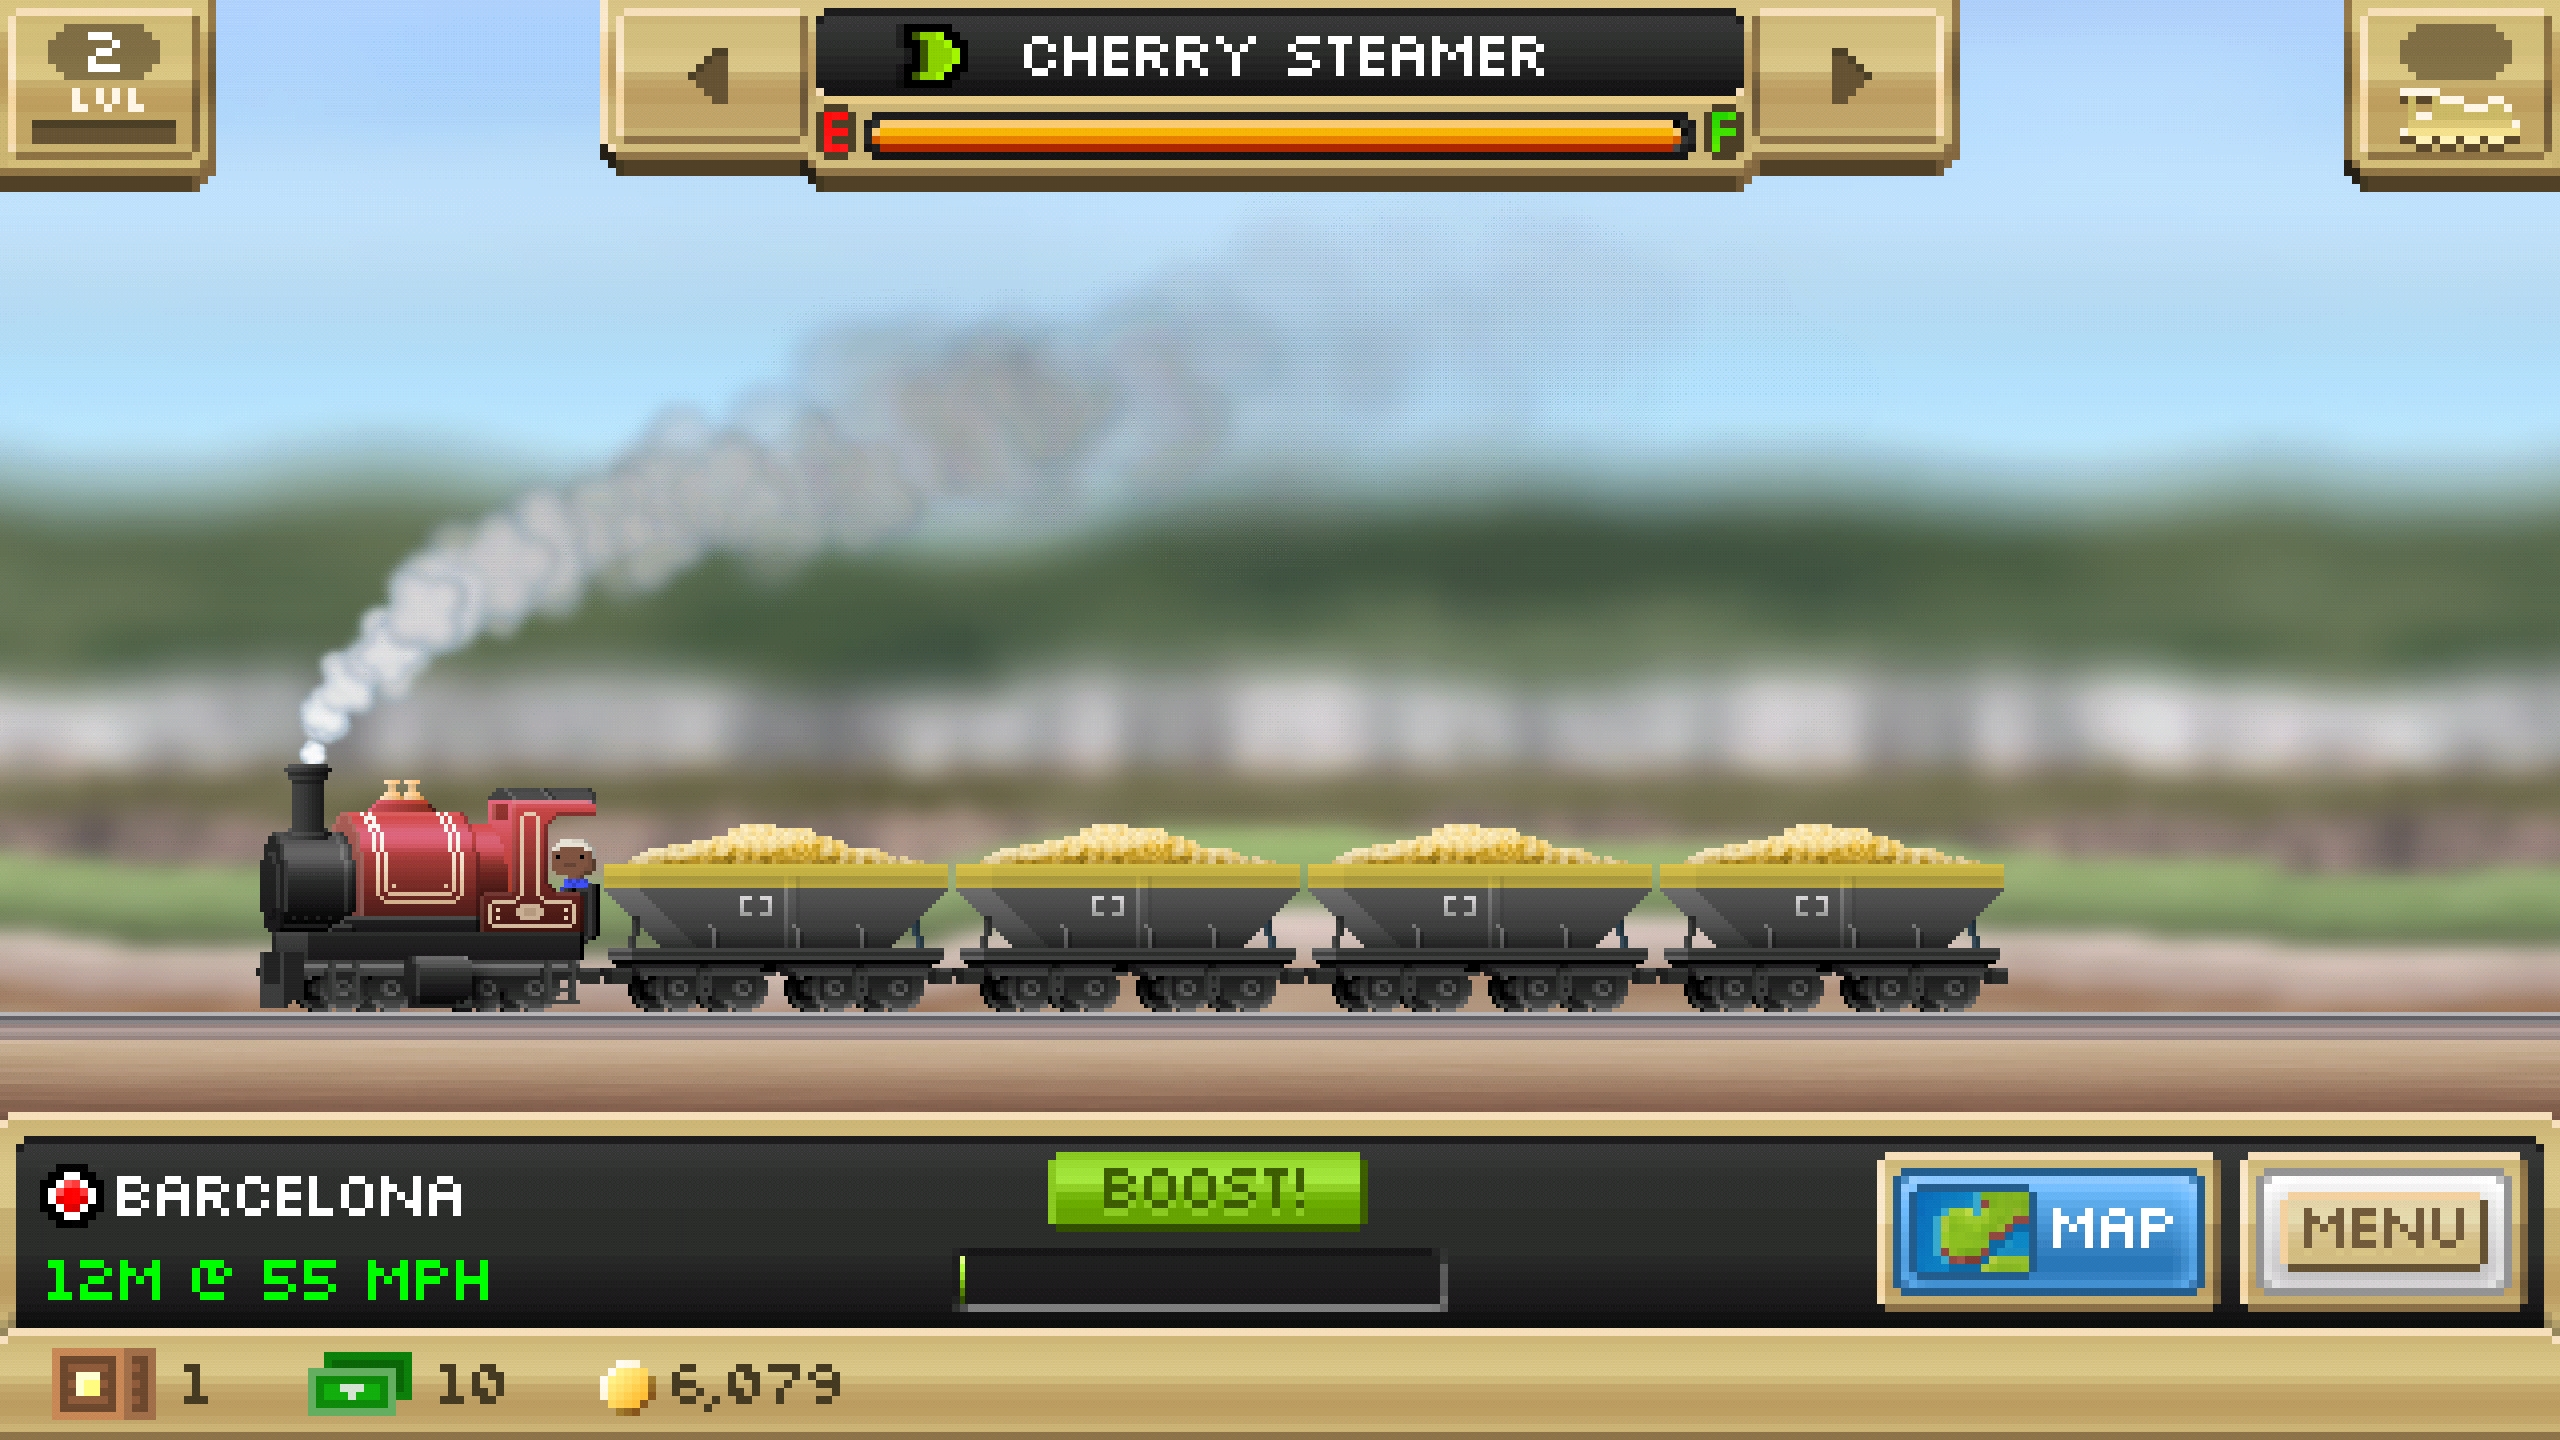 2
LVL
CHERRY STEAMER
E F
BARCELONA
12M @ 55 MPH
BOOST!
MAP
MENU
1 10 6,079